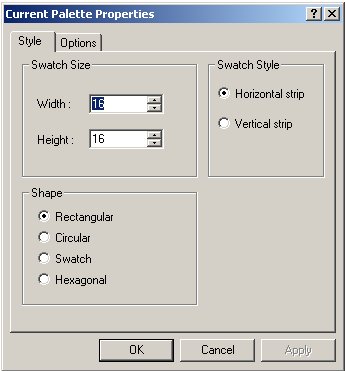 Current Palette Properties
Style Options
Swatch Size
Width : 16
Height : 16
Swatch Style
Horizontal strip
Vertical strip
Shape
Rectangular
Circular
Swatch
Hexagonal
OK Cancel Apply